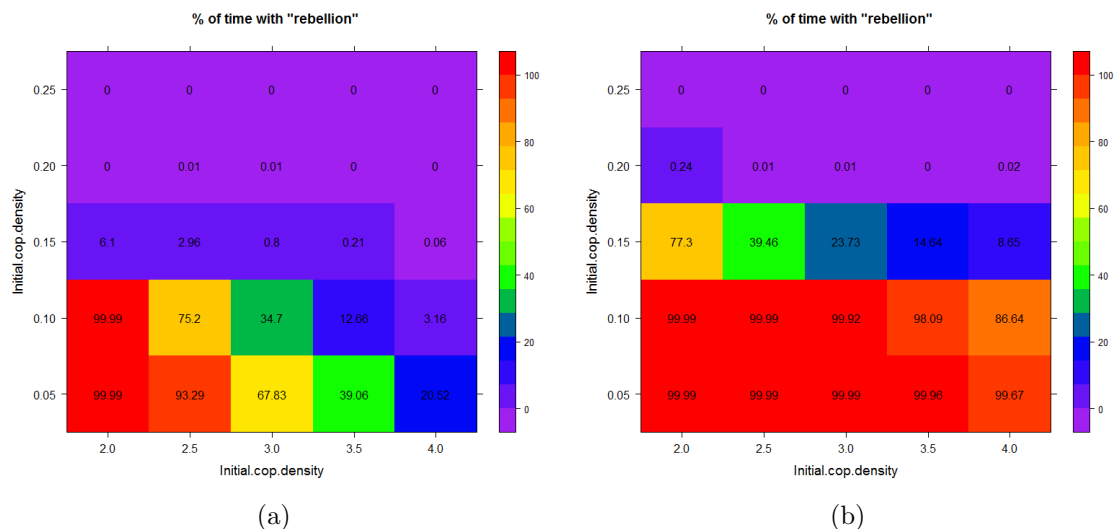 % of time with "rebellion"
0.25 0 0 0 0 0
0.20 0 0.01 0.01 0 0
0.15 6.1 2.96 0.8 0.21 0.06
0.10 99.99 75.2 34.7 12.66 3.16
0.05 99.99 93.29 67.83 39.06 20.52
2.0 2.5 3.0 3.5 4.0
Initial.cop.density
Initial.cop.density
100
80
60
40
20
0
(a)
% of time with "rebellion"
0.25 0 0 0 0 0
0.20 0.24 0.01 0.01 0 0.02
0.15 77.3 39.46 23.73 14.64 8.65
0.10 99.99 99.99 99.92 98.09 86.64
0.05 99.99 99.99 99.99 99.96 99.67
2.0 2.5 3.0 3.5 4.0
Initial.cop.density
Initial.cop.density
100
80
60
40
20
0
(b)